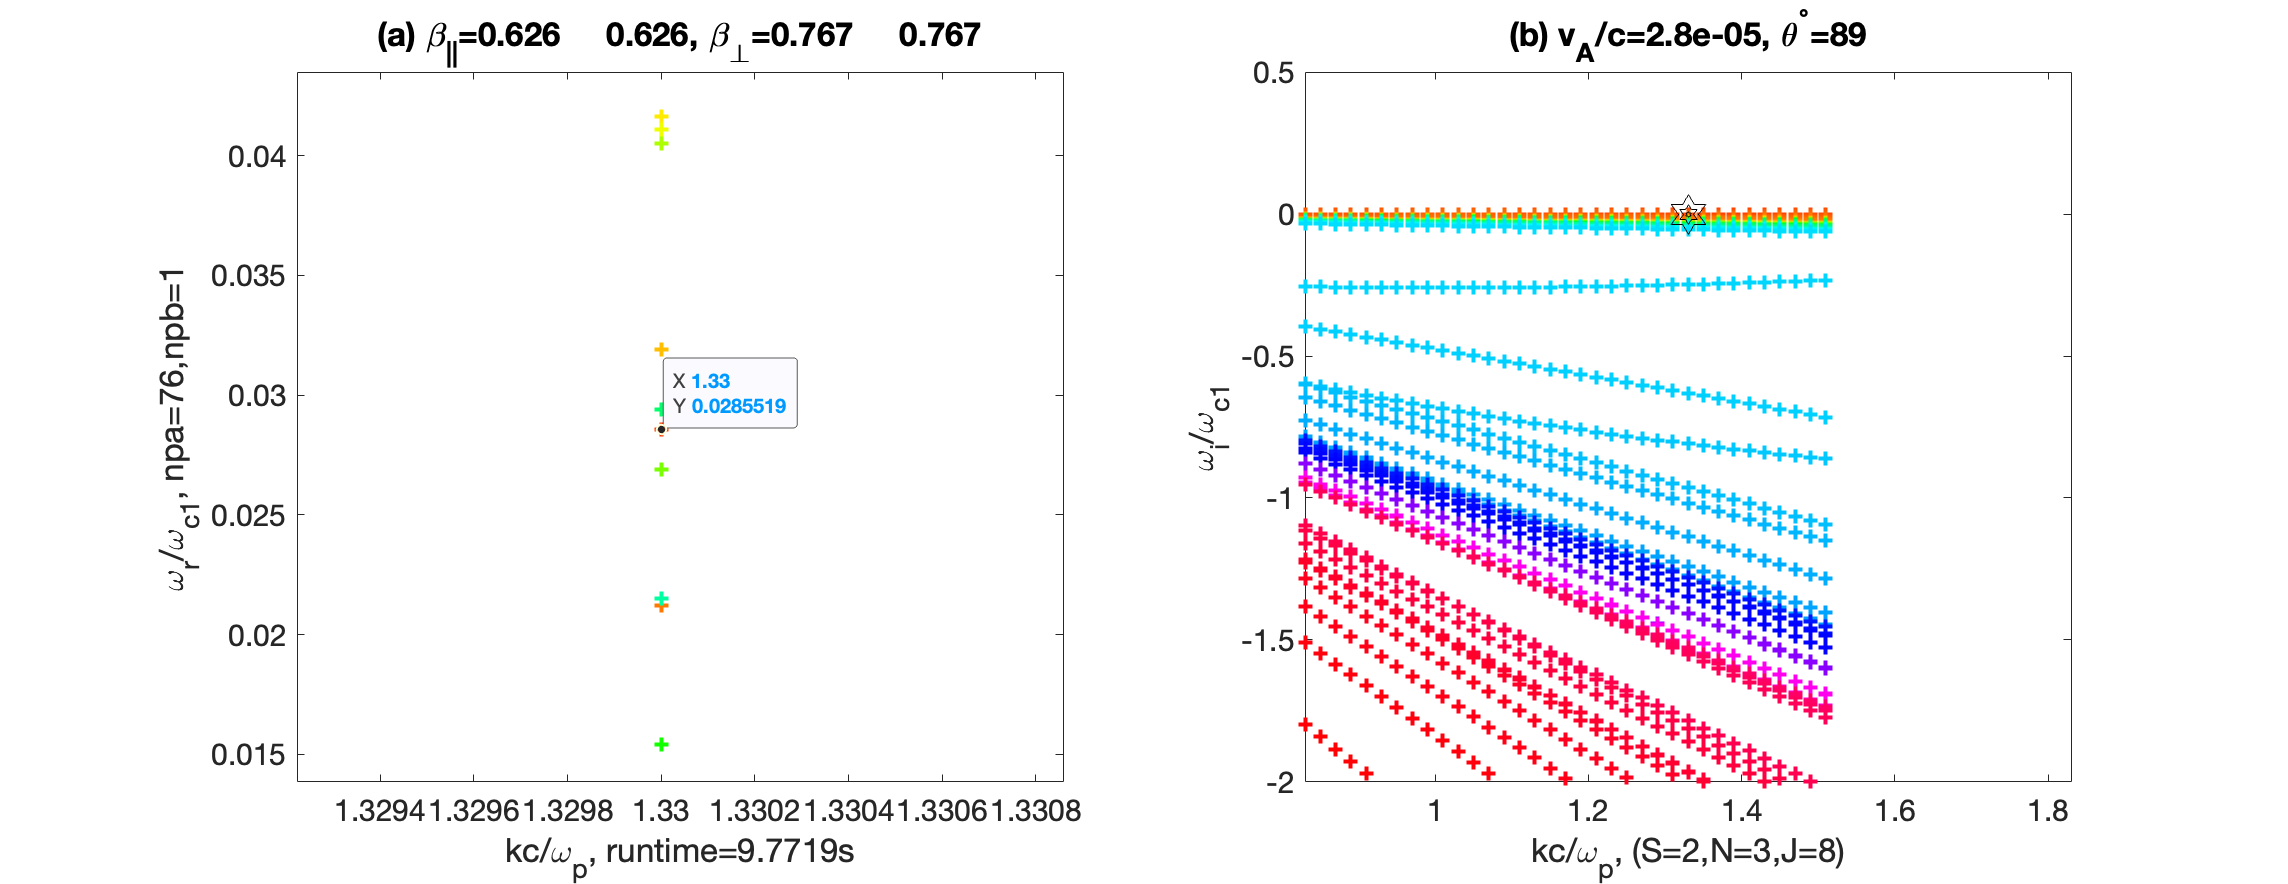 (a) β∥=0.626 0.626, β⊥=0.767 0.767
0.04
0.035
0.03
0.025
0.02
0.015
ωr/ωc1, npa=76,npb=1
X 1.33
Y 0.0285519
1.3294 1.3296 1.3298 1.33 1.3302 1.3304 1.3306 1.3308
kc/ωp, runtime=9.7719s
(b) vA/c=2.8e-05, θ°=89
0.5
0
-0.5
-1
-1.5
-2
ωi/ωc1
1 1.2 1.4 1.6 1.8
kc/ωp, (S=2,N=3,J=8)